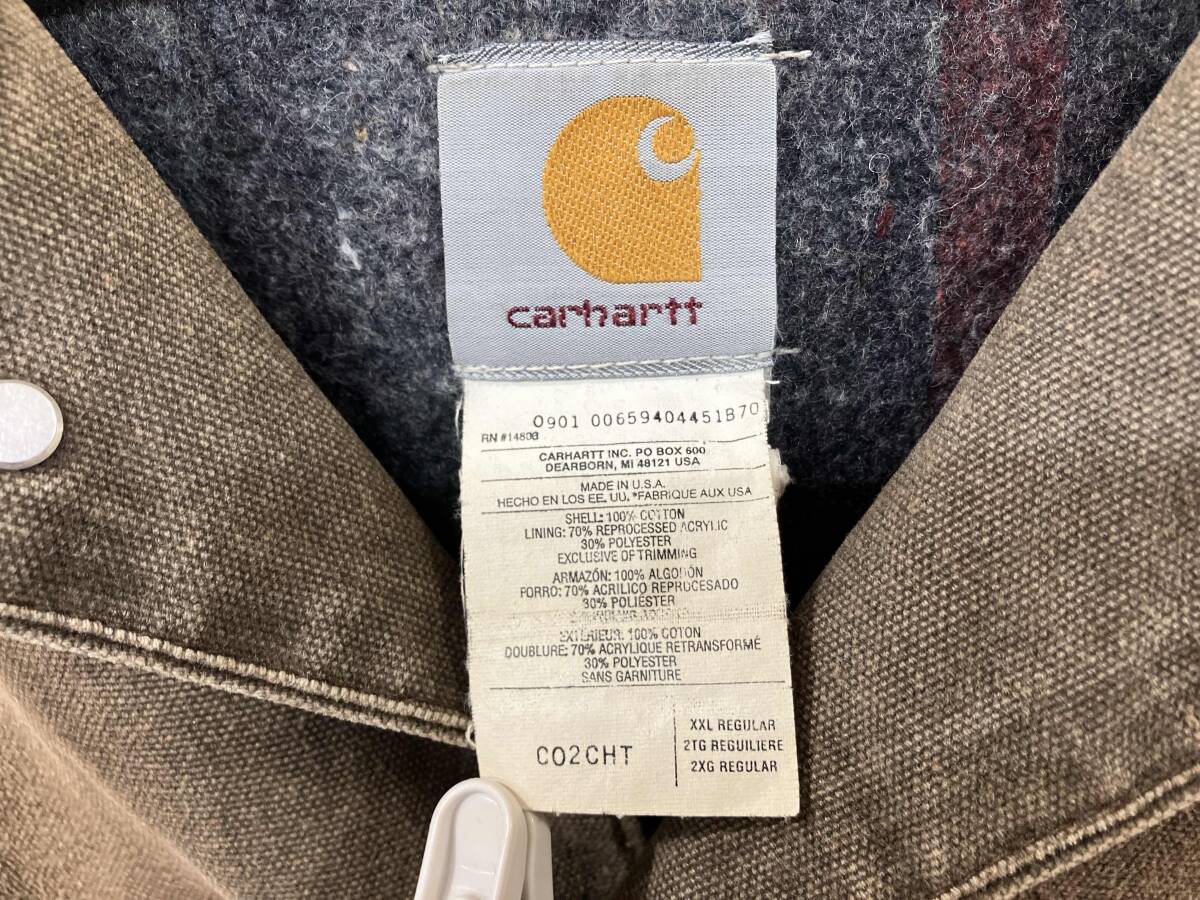 carhartt
0901 00659404451B70
RN #14806
CARHARTT INC. PO BOX 600
DEARBORN, MI 48121 USA
MADE IN U.S.A.
HECHO EN LOS EE. UU. *FABRIQUE AUX USA
SHELL: 100% COTTON
LINING: 70% REPROCESSED ACRYLIC
30% POLYESTER
EXCLUSIVE OF TRIMMING
ARMAZÓN: 100% ALGODÓN
FORRO: 70% ACRILICO REPROCESADO
30% POLIESTER
EXTERIEUR: 100% COTON
DOUBLURE: 70% ACRYLIQUE RETRANSFORMÉ
30% POLYESTER
SANS GARNITURE
C02CHT
XXL REGULAR
2TG REGUILIERE
2XG REGULAR